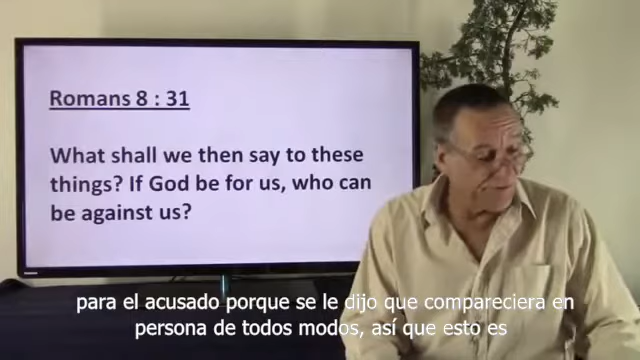 Romans 8 : 31
What shall we then say to these
things? If God be for us, who can
be against us?
para el acusado porque se le dijo que compareciera en
persona de todos modos, así que esto es